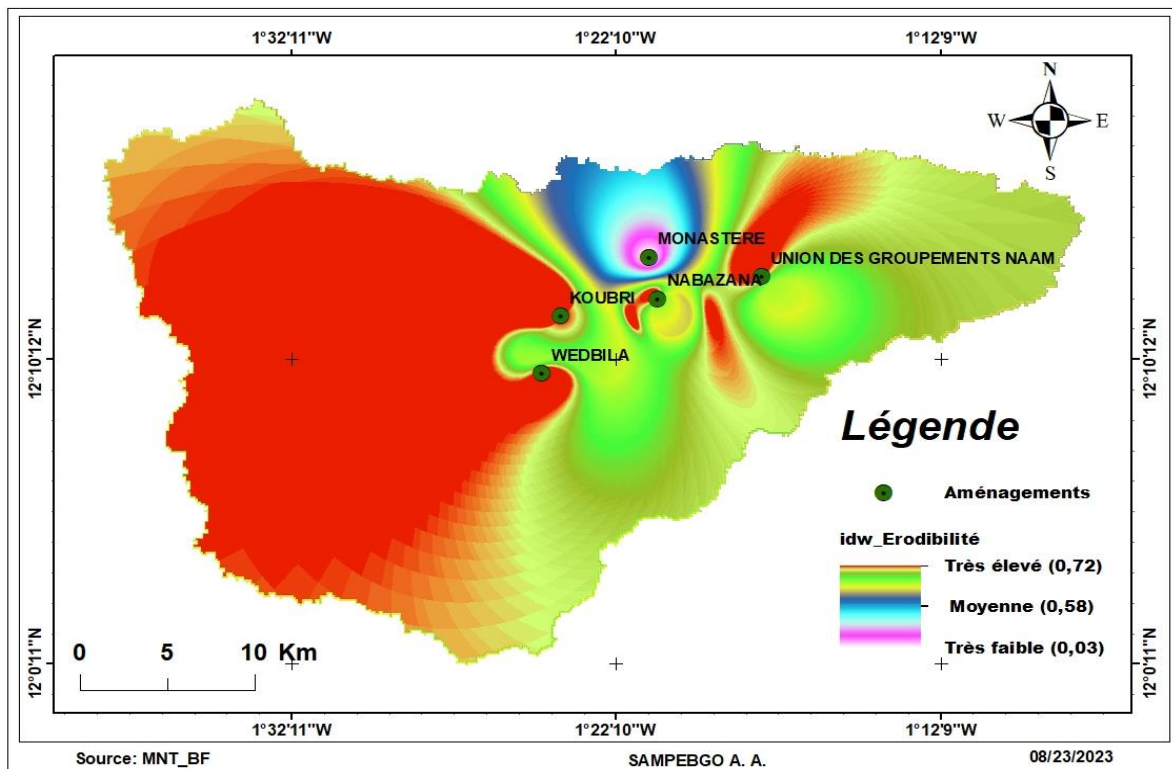 1°32'11"W 1°22'10"W 1°12'9"W
N
W E
S
MONASTERE
UNION DES GROUPEMENTS NAAM
NABAZANA
KOUBRI
WEDBILA
12°10'12"N 12°10'12"N
Légende
Aménagements
idw_Erodibilité
Très élevé (0,72)
Moyenne (0,58)
Très faible (0,03)
0 5 10 Km
12°0'11"N 12°0'11"N
1°32'11"W 1°22'10"W 1°12'9"W
Source: MNT_BF SAMPEBGO A. A. 08/23/2023